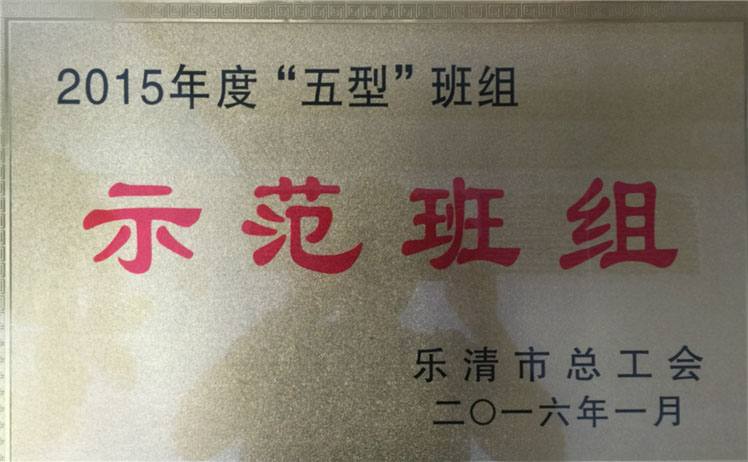 2015年度“五型”班组
示范班组
乐清市总工会
二〇一六年一月